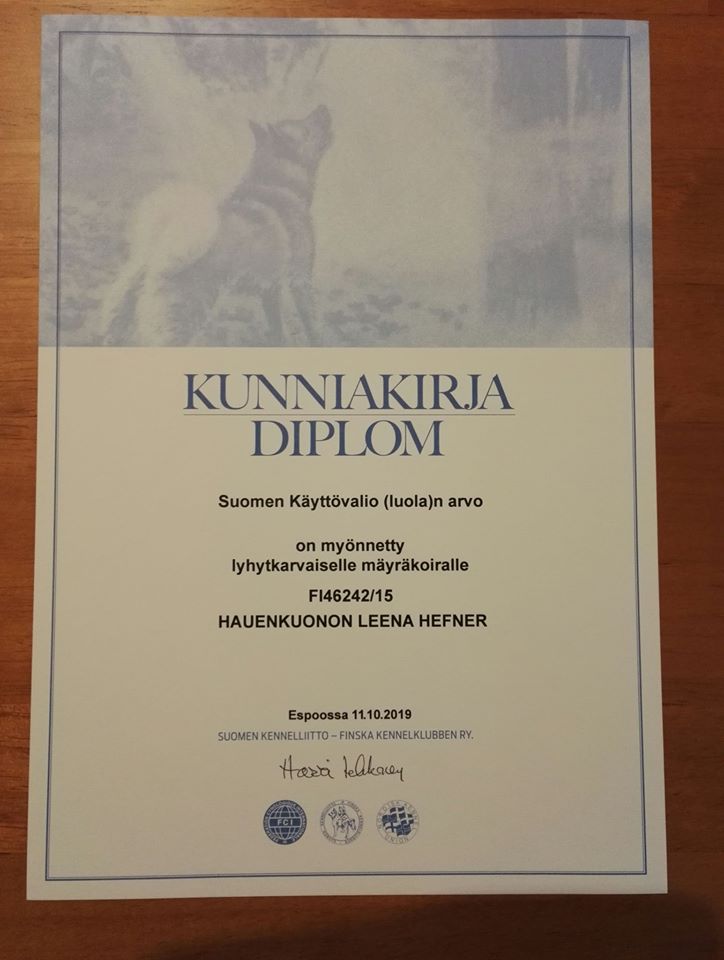 KUNNIAKIRJA
DIPLOM
Suomen Käyttövalio (luola)n arvo
on myönnetty
lyhytkarvaiselle mäyräkoiralle
FI46242/15
HAUENKUONON LEENA HEFNER
Espoossa 11.10.2019
SUOMEN KENNELLIITTO – FINSKA KENNELKLUBBEN RY.
FCI